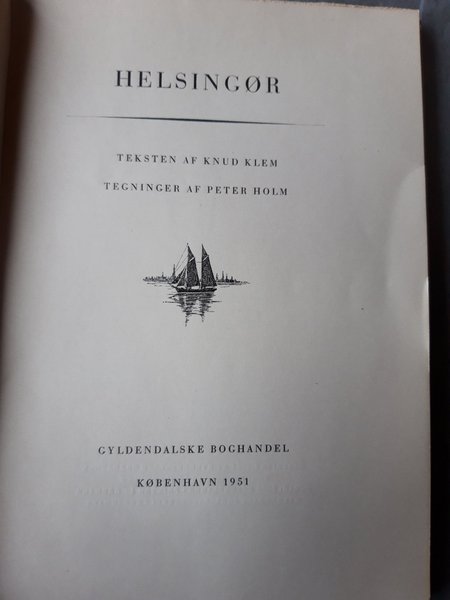 HELSINGØR
TEKSTEN AF KNUD KLEM
TEGNINGER AF PETER HOLM
GYLDENDALSKE BOGHANDEL
KØBENHAVN 1951